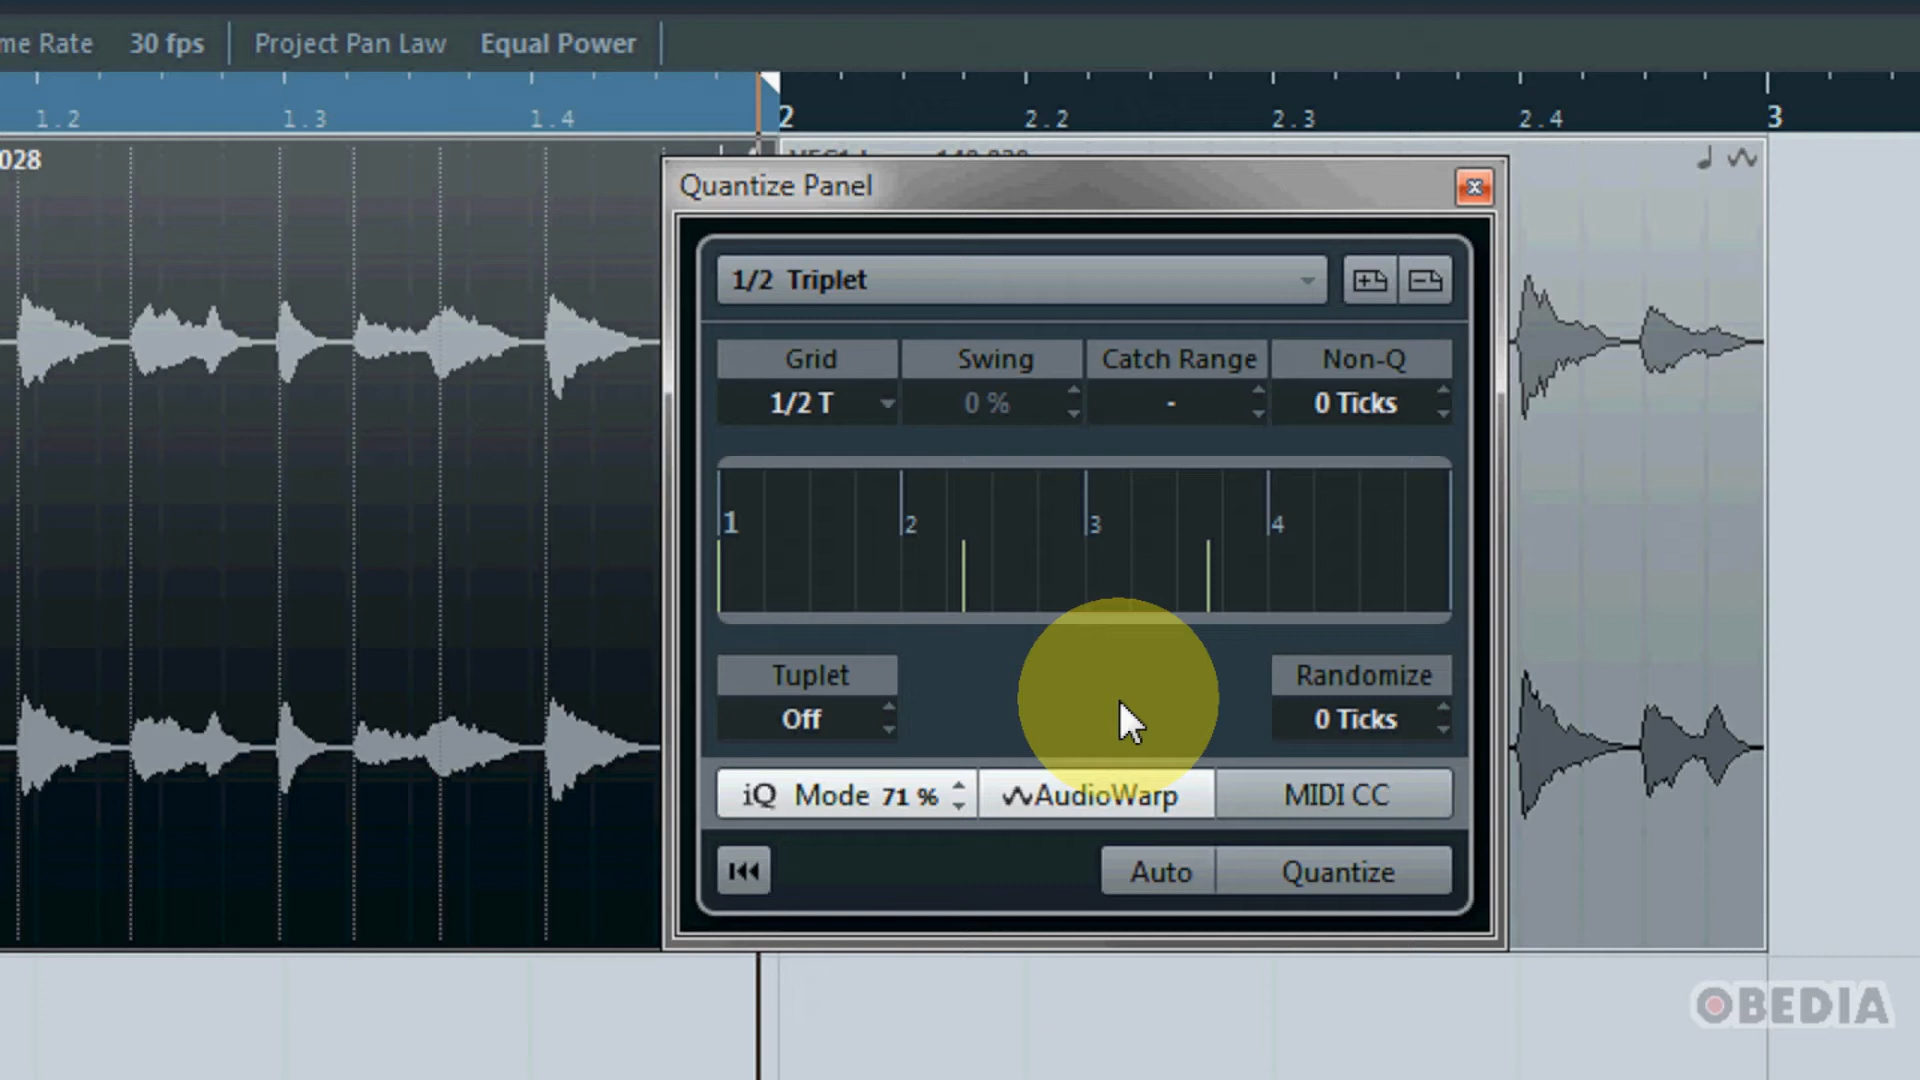 me Rate 30 fps Project Pan Law Equal Power
1.2 1.3 1.4 2 2.2 2.3 2.4 3
028
Quantize Panel
1/2 Triplet
Grid Swing Catch Range Non-Q
1/2 T 0 % - 0 Ticks
1 2 3 4
Tuplet Randomize
Off 0 Ticks
iQ Mode 71 % AudioWarp MIDI CC
Auto Quantize
OBEDIA